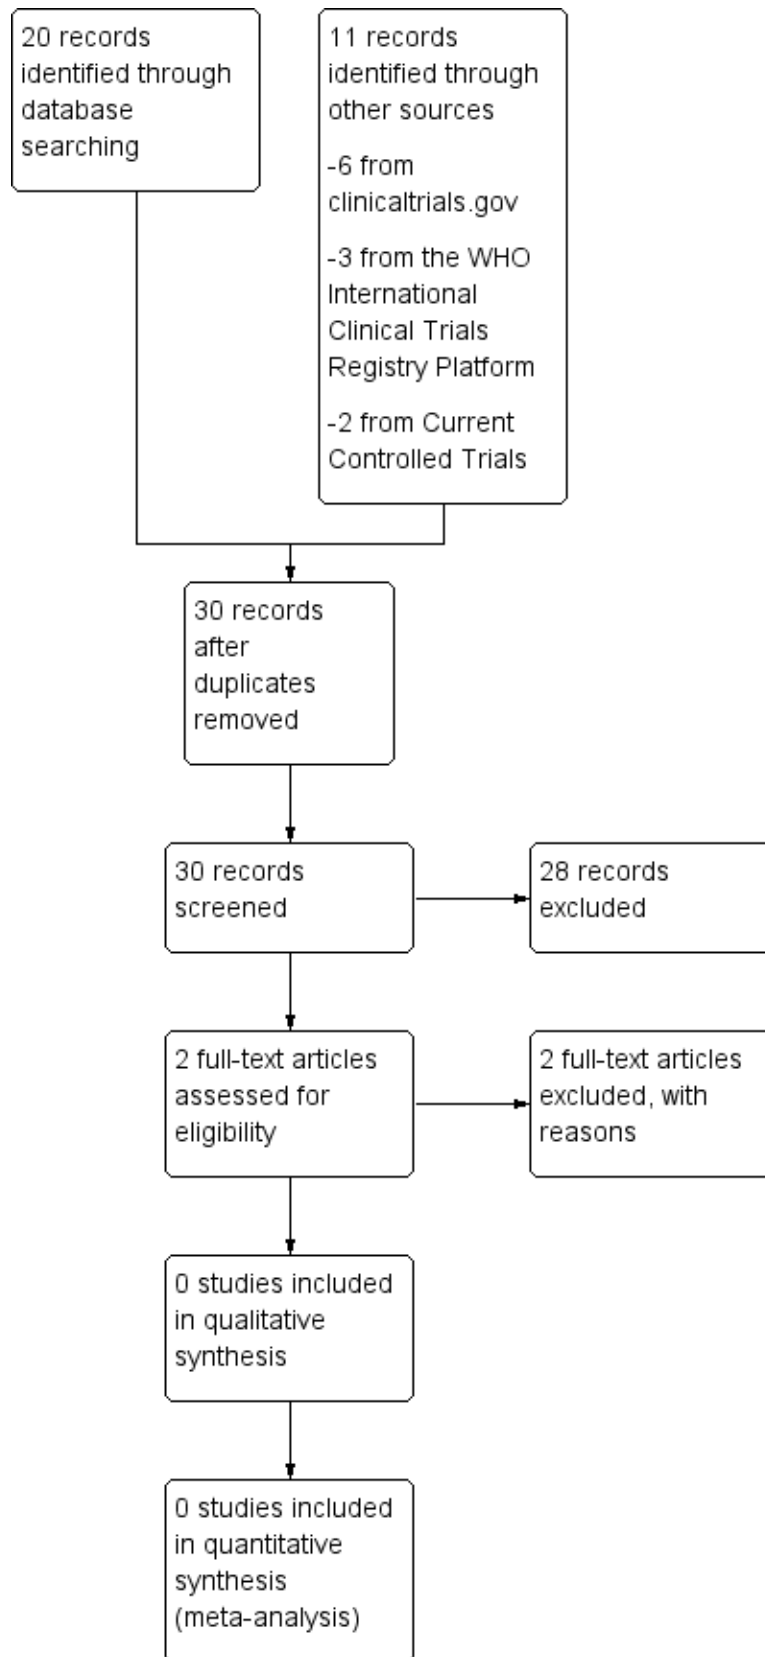 20 records
identified through
database
searching
11 records
identified through
other sources
-6 from
clinicaltrials.gov
-3 from the WHO
International
Clinical Trials
Registry Platform
-2 from Current
Controlled Trials
30 records
after
duplicates
removed
30 records
screened
28 records
excluded
2 full-text articles
assessed for
eligibility
2 full-text articles
excluded, with
reasons
0 studies included
in qualitative
synthesis
0 studies included
in quantitative
synthesis
(meta-analysis)